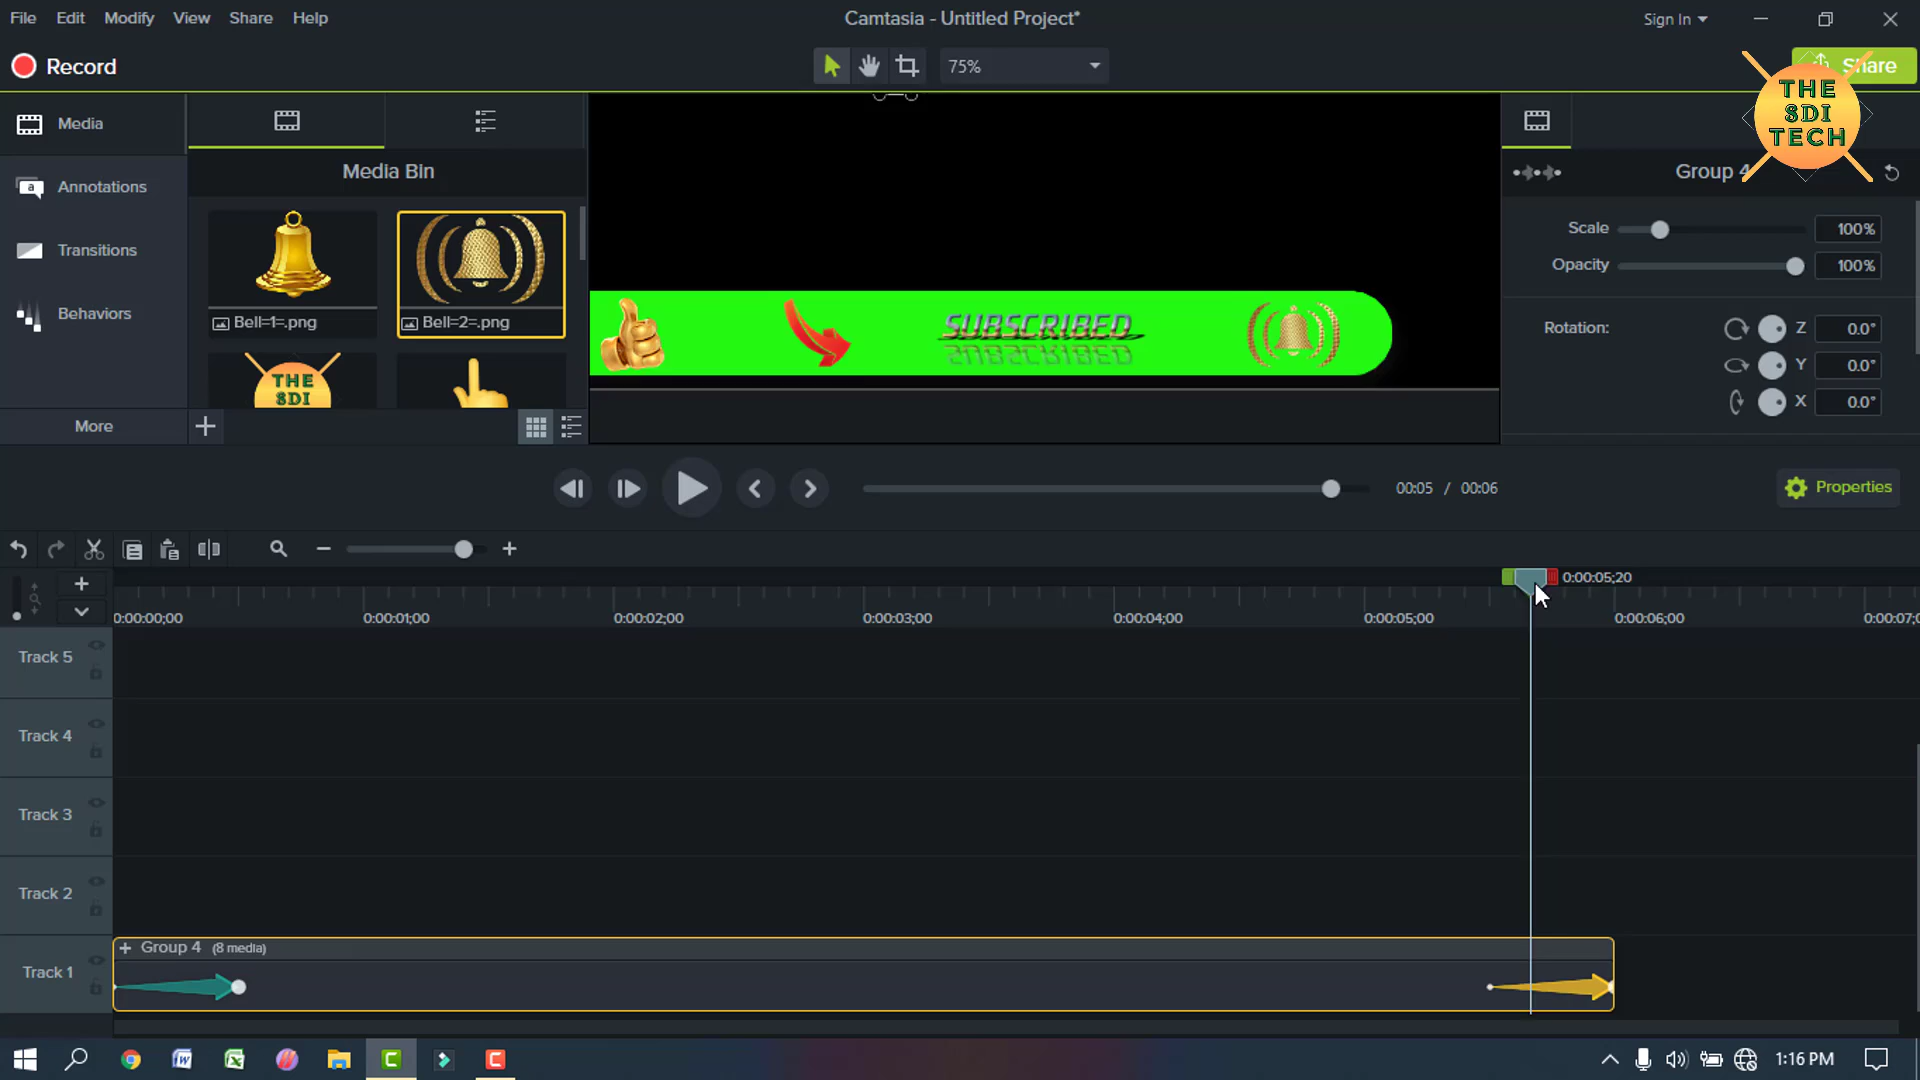 File Edit Modify View Share Help
Camtasia - Untitled Project*
Sign In
Record
75%
Share
THE
SDI
TECH
Media
Annotations
Transitions
Behaviors
More
Media Bin
Bell=1=.png
Bell=2=.png
THE
SDI
SUBSCRIBED
Group 4
Scale 100%
Opacity 100%
Rotation: Z 0.0°
Y 0.0°
X 0.0°
00:05 / 00:06
Properties
0:00:05;20
0:00:00;00 0:00:01;00 0:00:02;00 0:00:03;00 0:00:04;00 0:00:05;00 0:00:06;00 0:00:07;0
Track 5
Track 4
Track 3
Track 2
Track 1
+ Group 4 (8 media)
1:16 PM